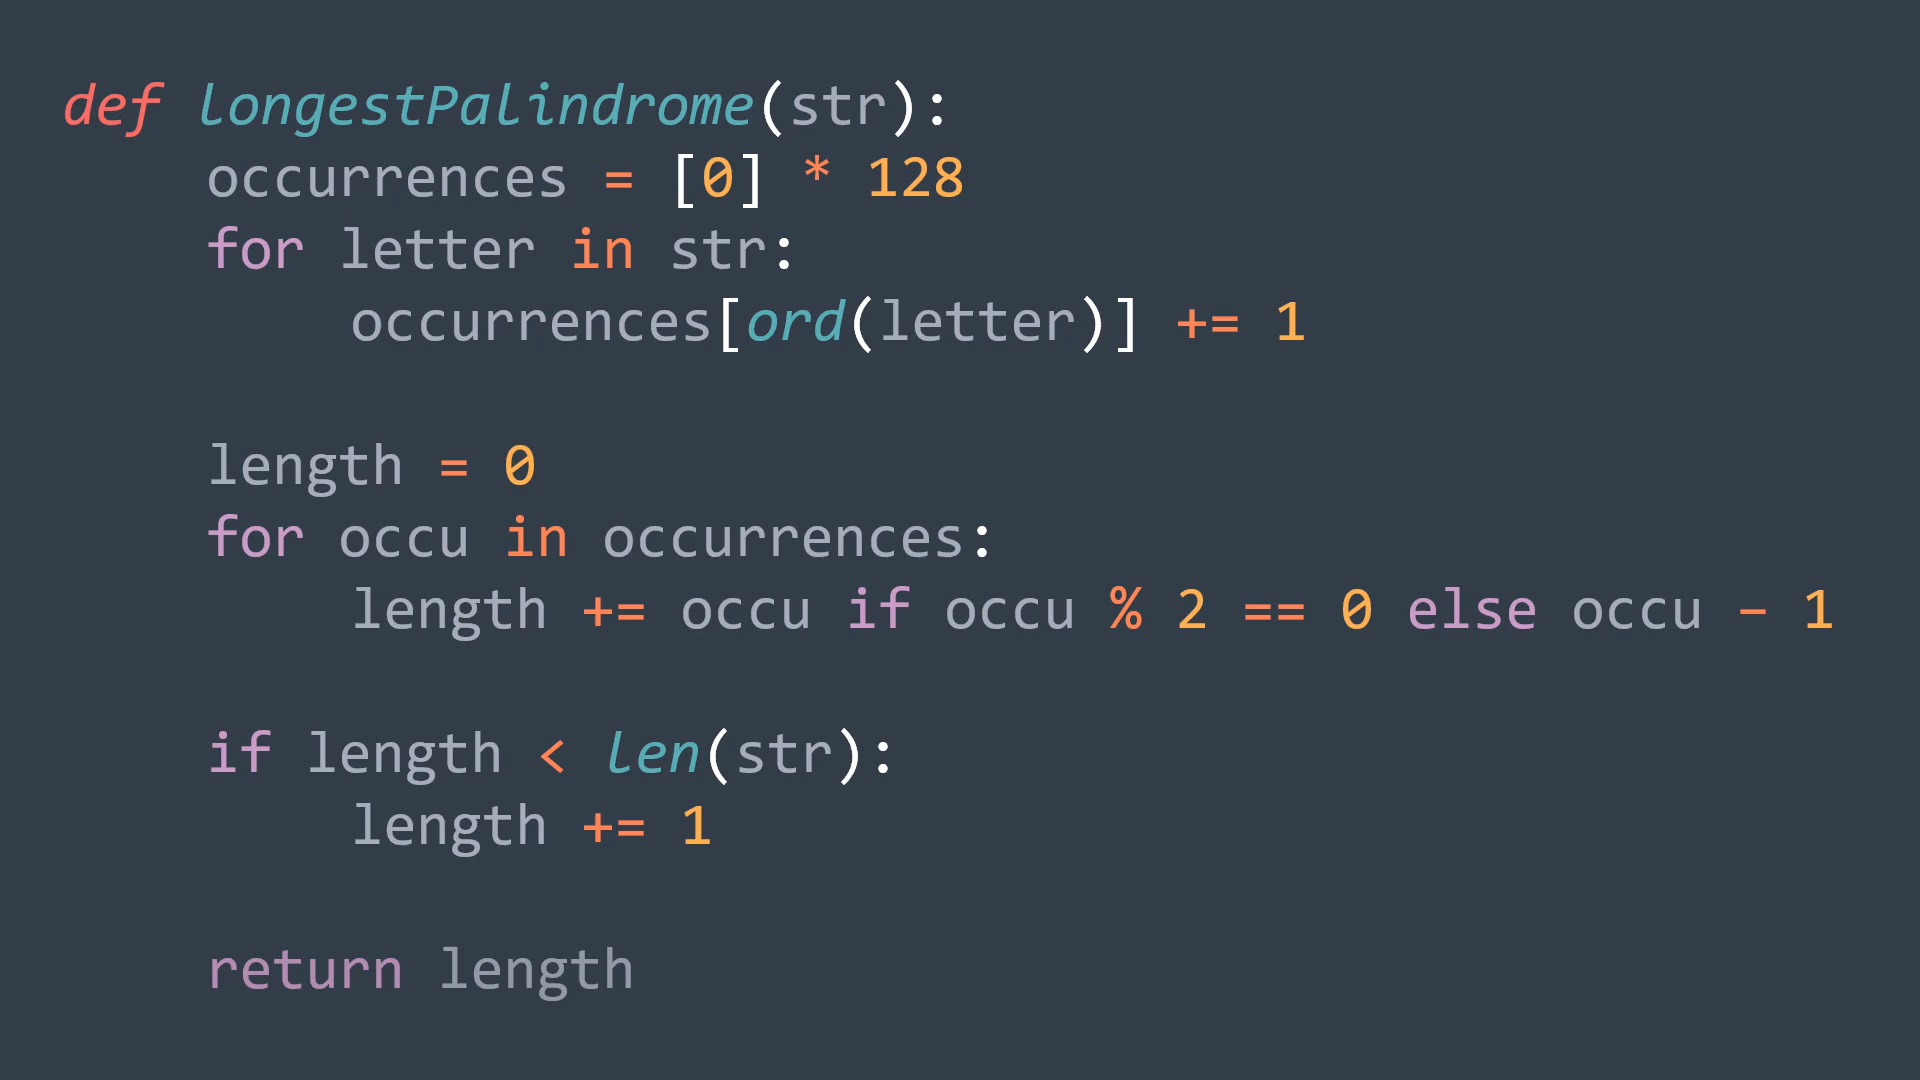 def longestPalindrome(str):
    occurrences = [0] * 128
    for letter in str:
        occurrences[ord(letter)] += 1
    length = 0
    for occu in occurrences:
        length += occu if occu % 2 == 0 else occu - 1
    if length < len(str):
        length += 1
    return length